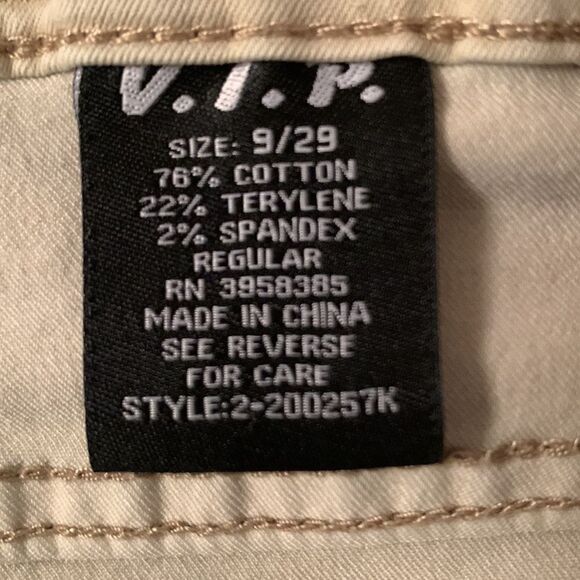 V.I.P.
SIZE: 9/29
76% COTTON
22% TERYLENE
2% SPANDEX
REGULAR
RN 3958385
MADE IN CHINA
SEE REVERSE
FOR CARE
STYLE:2-200257K